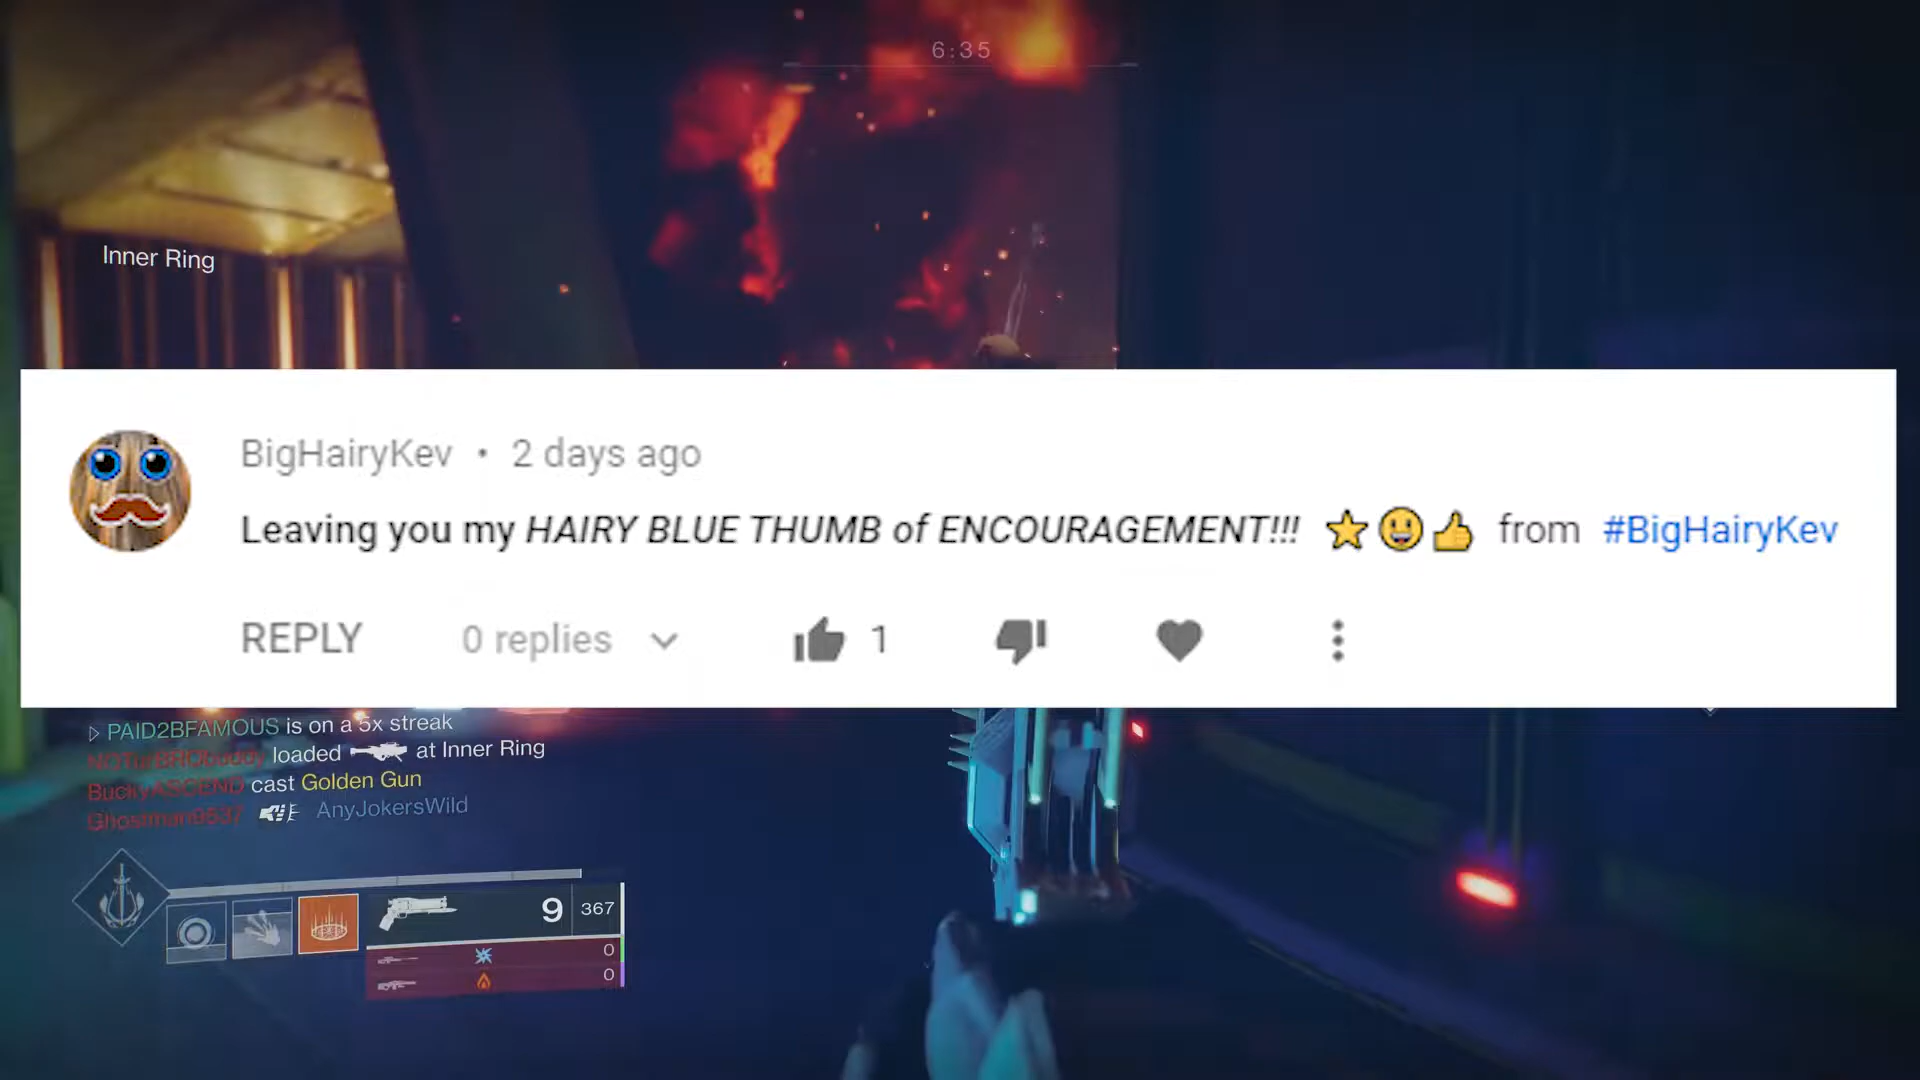 6:35
Inner Ring
BigHairyKev • 2 days ago
Leaving you my HAIRY BLUE THUMB of ENCOURAGEMENT!!! ⭐😃👍 from #BigHairyKev
REPLY 0 replies 1
PAID2BFAMOUS is on a 5x streak
loaded at Inner Ring
BuckyASCEND cast Golden Gun
Ghostman9537 AnyJokersWild
9 367
0
0